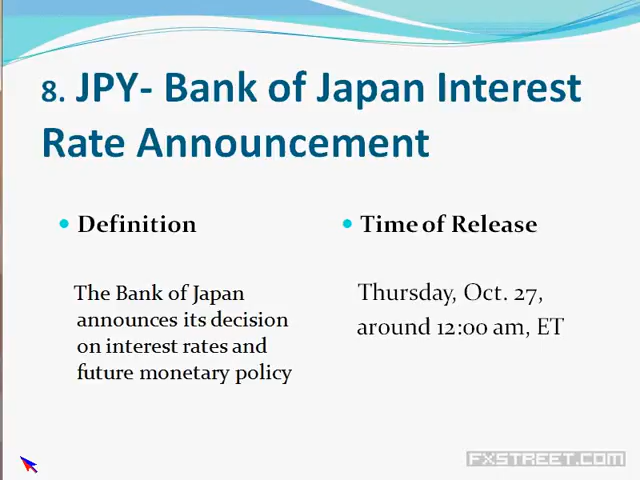 8. JPY- Bank of Japan Interest
Rate Announcement
• Definition
The Bank of Japan
announces its decision
on interest rates and
future monetary policy
• Time of Release
Thursday, Oct. 27,
around 12:00 am, ET
FXSTREET.COM